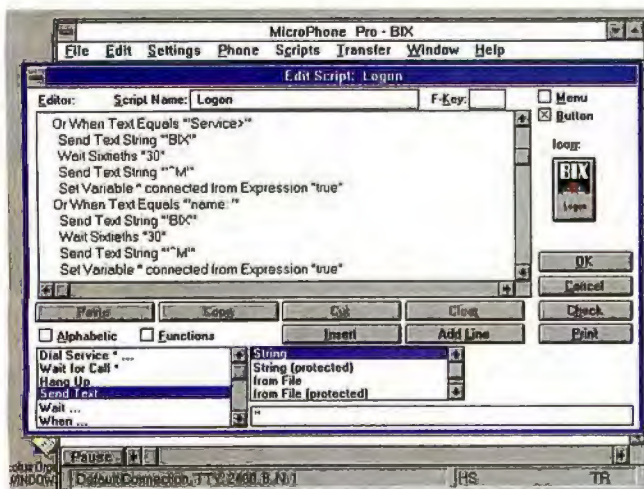 MicroPhone Pro - BIX
File Edit Settings Phone Scripts Transfer Window Help
Edit Script: Logon
Editor: Script Name: Logon F-Key: Menu
Button
Or When Text Equals "'Service>'"
Send Text String "'BIX'"
Wait Sixtieths "30"
Send Text String "'^M'"
Set Variable * connected from Expression "true"
Or When Text Equals "'name: '"
Send Text String "'BIX'"
Wait Sixtieths "30"
Send Text String "'^M'"
Set Variable * connected from Expression "true"
Icon:
BIX
Logon
OK
Cancel
Paste Copy Cut Clear Check
Alphabetic Functions Insert Add Line Print
Dial Service * ...
Wait for Call *
Hang Up
Send Text ...
Wait ...
When ...
String
String (protected)
from File
from File (protected)
"
Pause
WINDOW
Default Connection, TTY, 2400, 8, N, 1 HS TR